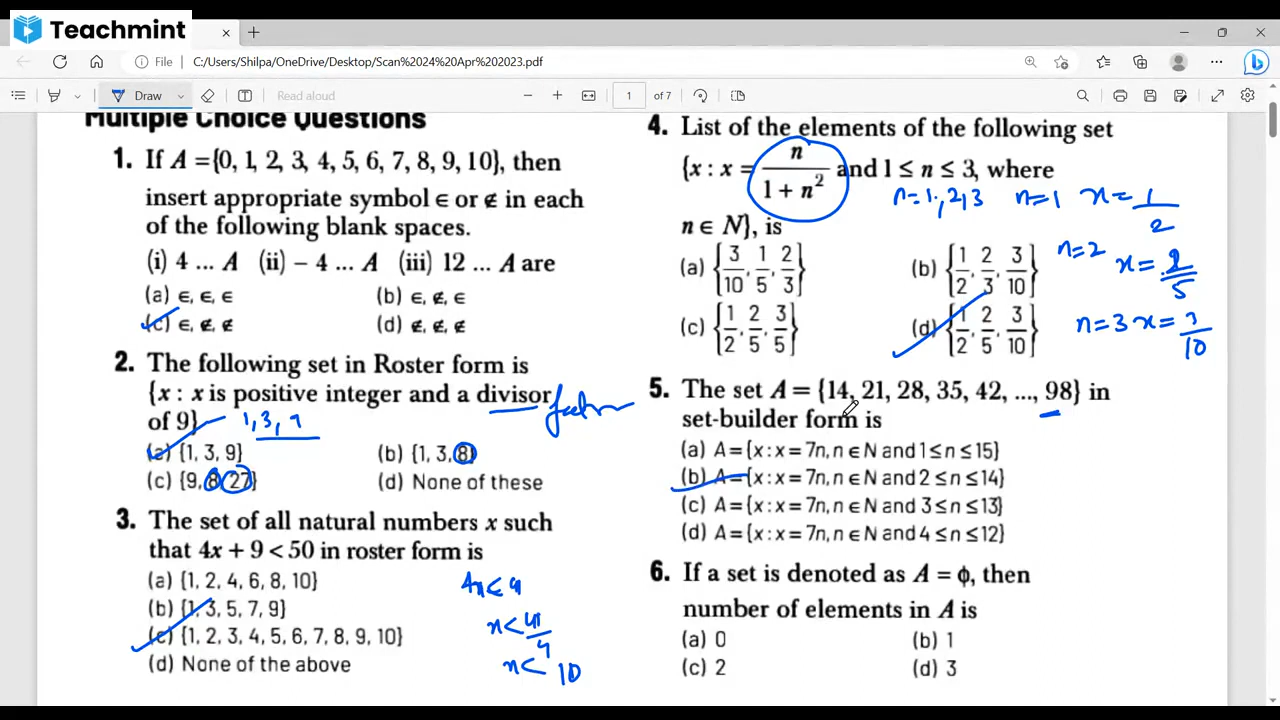 Teachmint
File C:/Users/Shilpa/OneDrive/Desktop/Scan%2024%20Apr%202023.pdf
Draw Read aloud 1 of 7
Multiple Choice Questions
1. If A = {0, 1, 2, 3, 4, 5, 6, 7, 8, 9, 10}, then
insert appropriate symbol ∈ or ∉ in each
of the following blank spaces.
(i) 4 ... A (ii) – 4 ... A (iii) 12 ... A are
(a) ∈, ∈, ∈ (b) ∈, ∉, ∈
(c) ∈, ∉, ∉ (d) ∉, ∉, ∉
2. The following set in Roster form is
{x : x is positive integer and a divisor
of 9} 1, 3, 9
(a) {1, 3, 9} (b) {1, 3, 8}
(c) {9, 8, 27} (d) None of these
3. The set of all natural numbers x such
that 4x + 9 < 50 in roster form is
(a) {1, 2, 4, 6, 8, 10}
(b) {1, 3, 5, 7, 9}
(c) {1, 2, 3, 4, 5, 6, 7, 8, 9, 10}
(d) None of the above
x < 41/4
x < 10
4. List of the elements of the following set
{x : x = n/(1 + n²) and 1 ≤ n ≤ 3, where
n ∈ N}, is
n=1, 2, 3 n=1 x = 1/2
n=2 x = 2/5
n=3 x = 3/10
(a) {3/10, 1/5, 2/3} (b) {1/2, 2/3, 3/10}
(c) {1/2, 2/5, 3/5} (d) {1/2, 2/5, 3/10}
5. The set A = {14, 21, 28, 35, 42, ..., 98} in
set-builder form is
(a) A = {x : x = 7n, n ∈ N and 1 ≤ n ≤ 15}
(b) A = {x : x = 7n, n ∈ N and 2 ≤ n ≤ 14}
(c) A = {x : x = 7n, n ∈ N and 3 ≤ n ≤ 13}
(d) A = {x : x = 7n, n ∈ N and 4 ≤ n ≤ 12}
6. If a set is denoted as A = ϕ, then
number of elements in A is
(a) 0 (b) 1
(c) 2 (d) 3